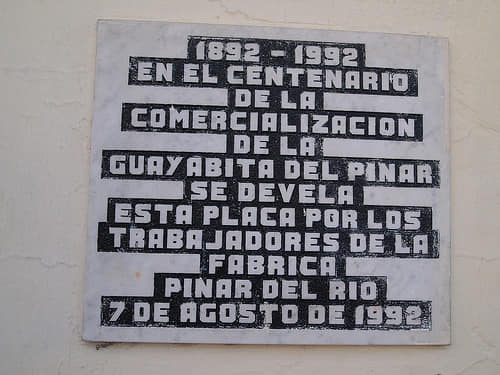 1892 - 1992
EN EL CENTENARIO
DE LA
COMERCIALIZACION
DE LA
GUAYABITA DEL PINAR
SE DEVELA
ESTA PLACA POR LOS
TRABAJADORES DE LA
FABRICA
PINAR DEL RIO
7 DE AGOSTO DE 1992